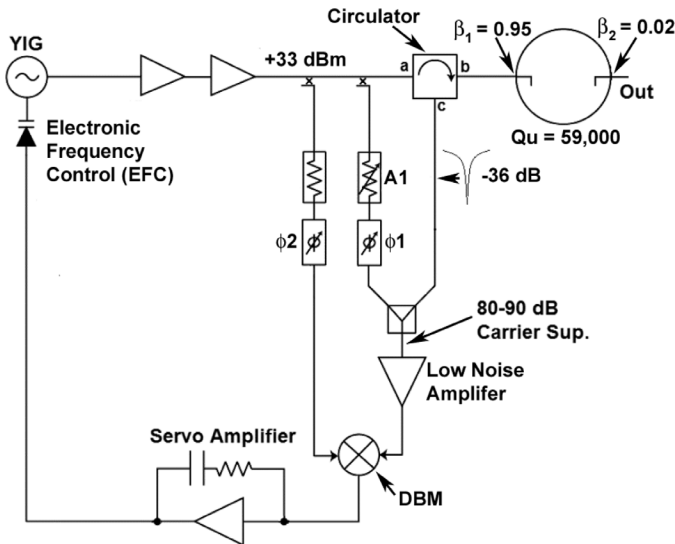 Circulator
β1 = 0.95
β2 = 0.02
YIG
+33 dBm
a
b
c
Out
Qu = 59,000
Electronic
Frequency
Control (EFC)
A1
-36 dB
ϕ2
ϕ
ϕ
ϕ1
80-90 dB
Carrier Sup.
Low Noise
Amplifer
Servo Amplifier
DBM